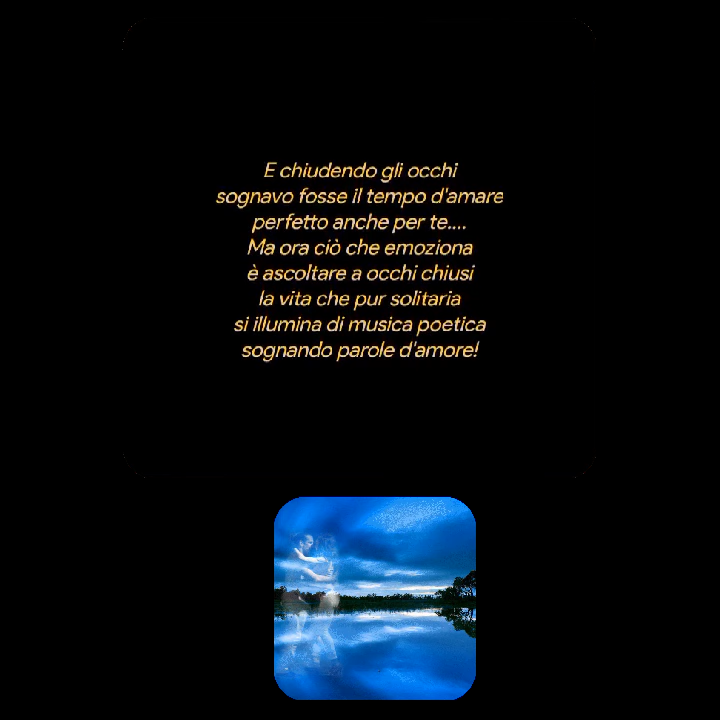 E chiudendo gli occhi
sognavo fosse il tempo d'amare
perfetto anche per te....
Ma ora ciò che emoziona
è ascoltare a occhi chiusi
la vita che pur solitaria
si illumina di musica poetica
sognando parole d'amore!